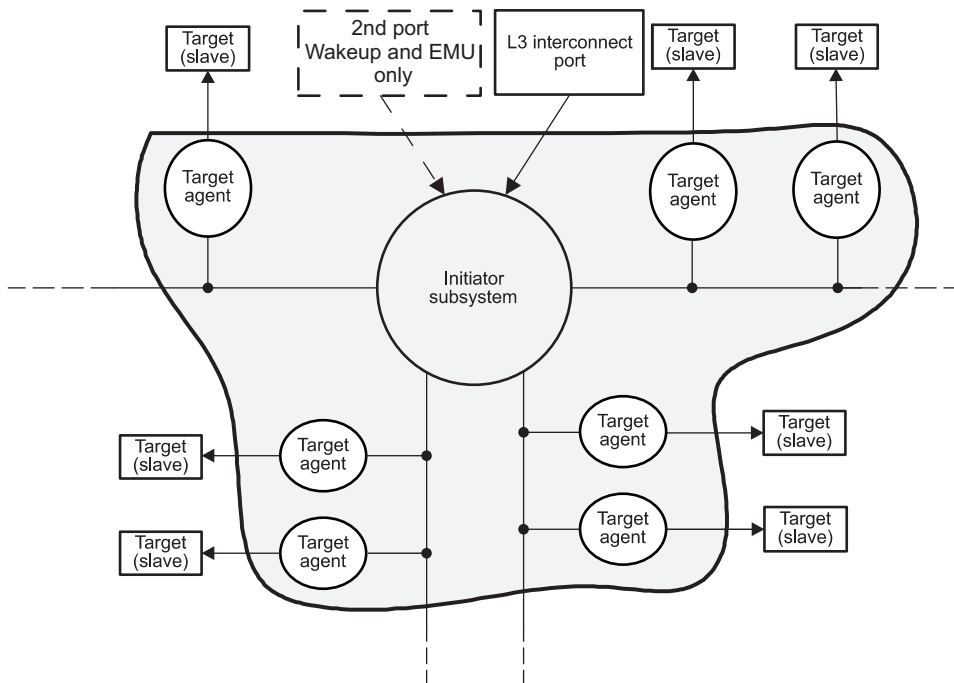 Target
(slave)
2nd port
Wakeup and EMU
only
L3 interconnect
port
Target
(slave)
Target
(slave)
Target
agent
Target
agent
Target
agent
Initiator
subsystem
Target
agent
Target
(slave)
Target
(slave)
Target
agent
Target
agent
Target
(slave)
Target
(slave)
Target
agent